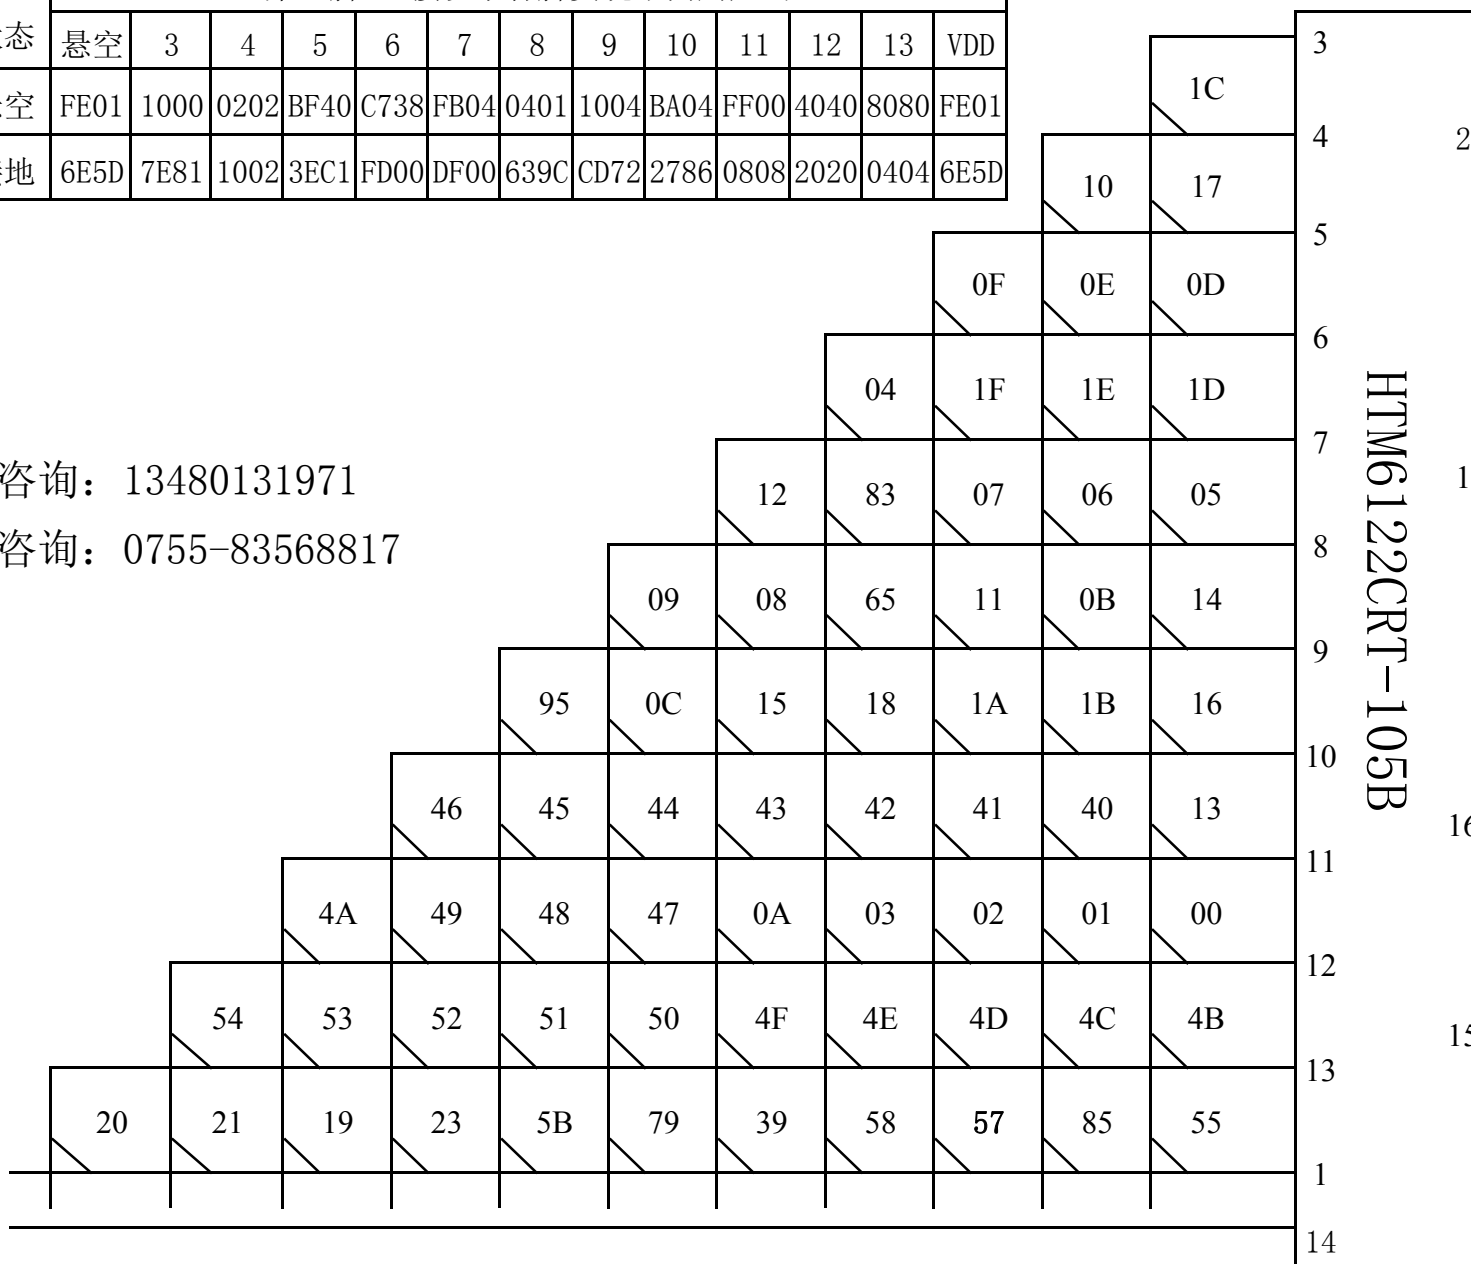 态 悬空 3 4 5 6 7 8 9 10 11 12 13 VDD
空 FE01 1000 0202 BF40 C738 FB04 0401 1004 BA04 FF00 4040 8080 FE01
地 6E5D 7E81 1002 3EC1 FD00 DF00 639C CD72 2786 0808 2020 0404 6E5D
3
1C
4
2
10 17
5
0F 0E 0D
6
04 1F 1E 1D
7
咨询：13480131971
12 83 07 06 05
1
咨询：0755-83568817
8
09 08 65 11 0B 14
9
95 0C 15 18 1A 1B 16
10
46 45 44 43 42 41 40 13
16
11
4A 49 48 47 0A 03 02 01 00
12
54 53 52 51 50 4F 4E 4D 4C 4B
15
13
20 21 19 23 5B 79 39 58 57 85 55
1
14
HTM6122CRT-105B